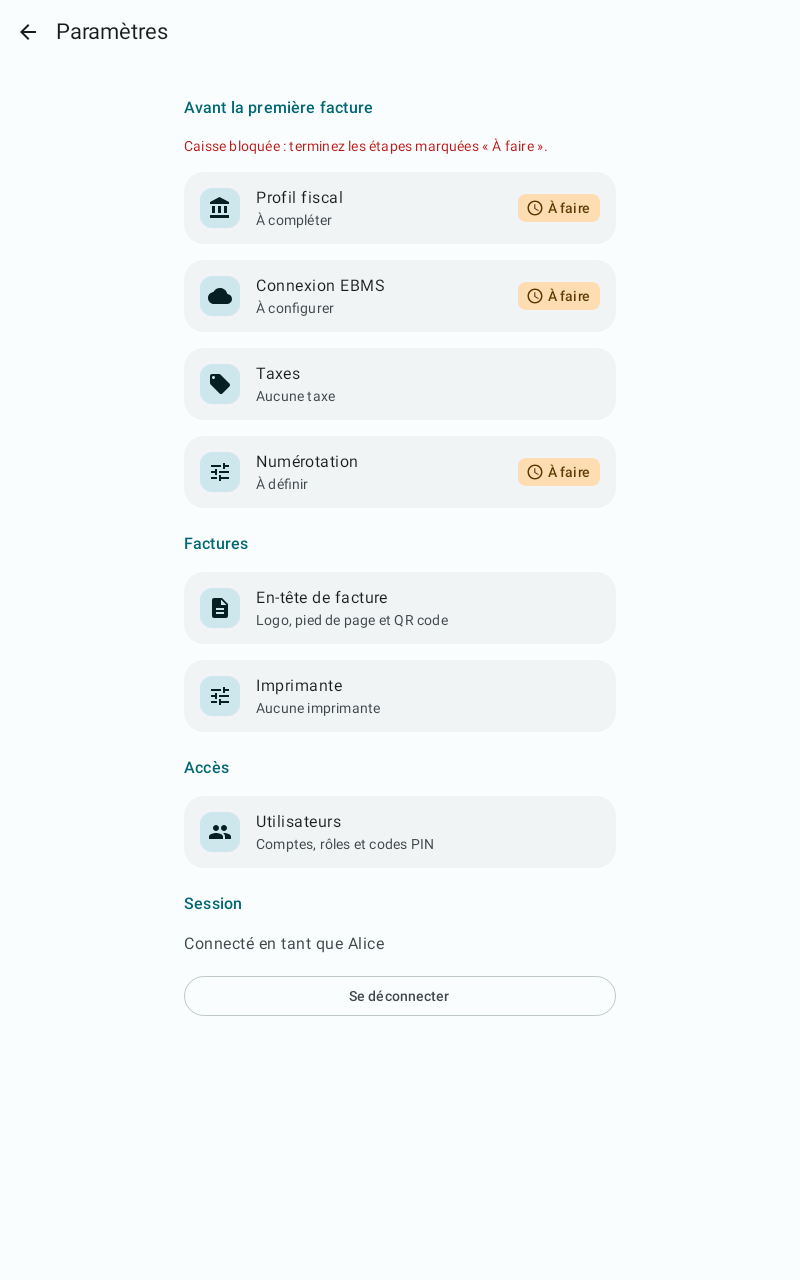 Paramètres
Avant la première facture
Caisse bloquée : terminez les étapes marquées « À faire ».
Profil fiscal
À compléter
À faire
Connexion EBMS
À configurer
À faire
Taxes
Aucune taxe
Numérotation
À définir
À faire
Factures
En-tête de facture
Logo, pied de page et QR code
Imprimante
Aucune imprimante
Accès
Utilisateurs
Comptes, rôles et codes PIN
Session
Connecté en tant que Alice
Se déconnecter